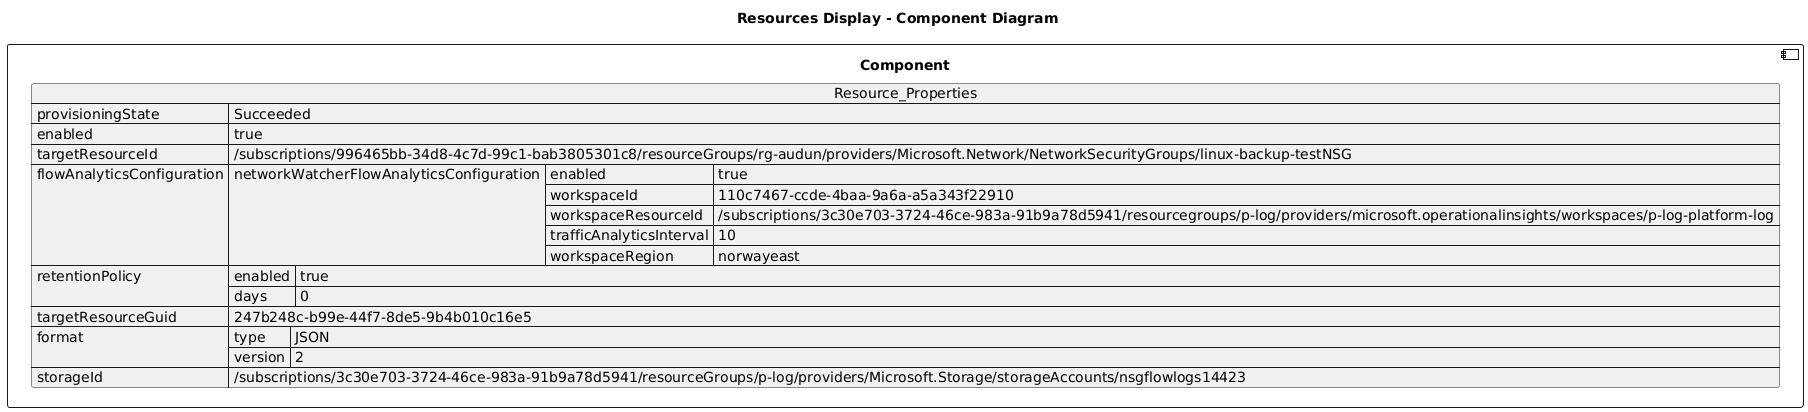 Resources Display - Component Diagram
Component
Resource_Properties
provisioningState Succeeded
enabled true
targetResourceId /subscriptions/996465bb-34d8-4c7d-99c1-bab3805301c8/resourceGroups/rg-audun/providers/Microsoft.Network/NetworkSecurityGroups/linux-backup-testNSG
flowAnalyticsConfiguration networkWatcherFlowAnalyticsConfiguration enabled true
workspaceId 110c7467-ccde-4baa-9a6a-a5a343f22910
workspaceResourceId /subscriptions/3c30e703-3724-46ce-983a-91b9a78d5941/resourcegroups/p-log/providers/microsoft.operationalinsights/workspaces/p-log-platform-log
trafficAnalyticsInterval 10
workspaceRegion norwayeast
retentionPolicy enabled true
days 0
targetResourceGuid 247b248c-b99e-44f7-8de5-9b4b010c16e5
format type JSON
version 2
storageId /subscriptions/3c30e703-3724-46ce-983a-91b9a78d5941/resourceGroups/p-log/providers/Microsoft.Storage/storageAccounts/nsgflowlogs14423